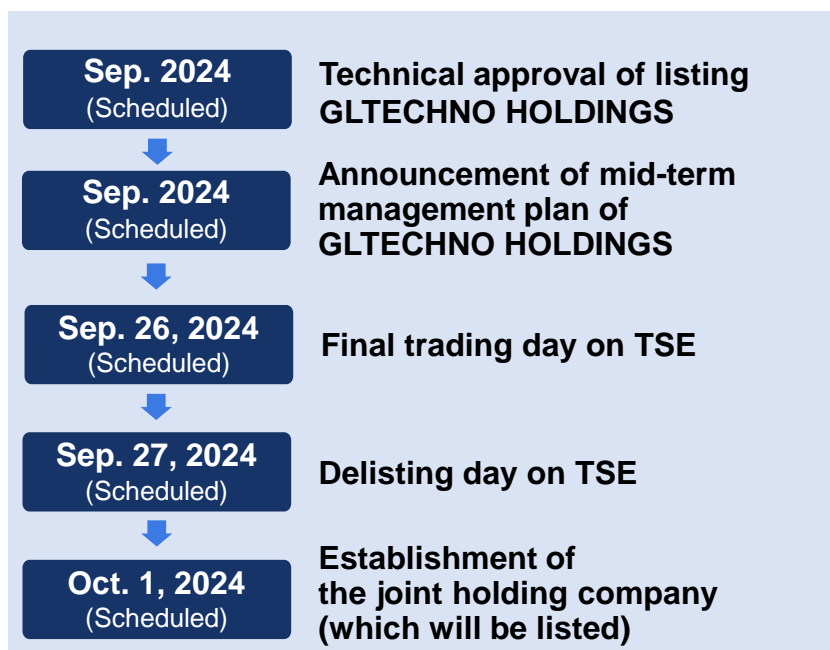 Sep. 2024
(Scheduled)
Technical approval of listing
GLTECHNO HOLDINGS
Sep. 2024
(Scheduled)
Announcement of mid-term
management plan of
GLTECHNO HOLDINGS
Sep. 26, 2024
(Scheduled)
Final trading day on TSE
Sep. 27, 2024
(Scheduled)
Delisting day on TSE
Oct. 1, 2024
(Scheduled)
Establishment of
the joint holding company
(which will be listed)